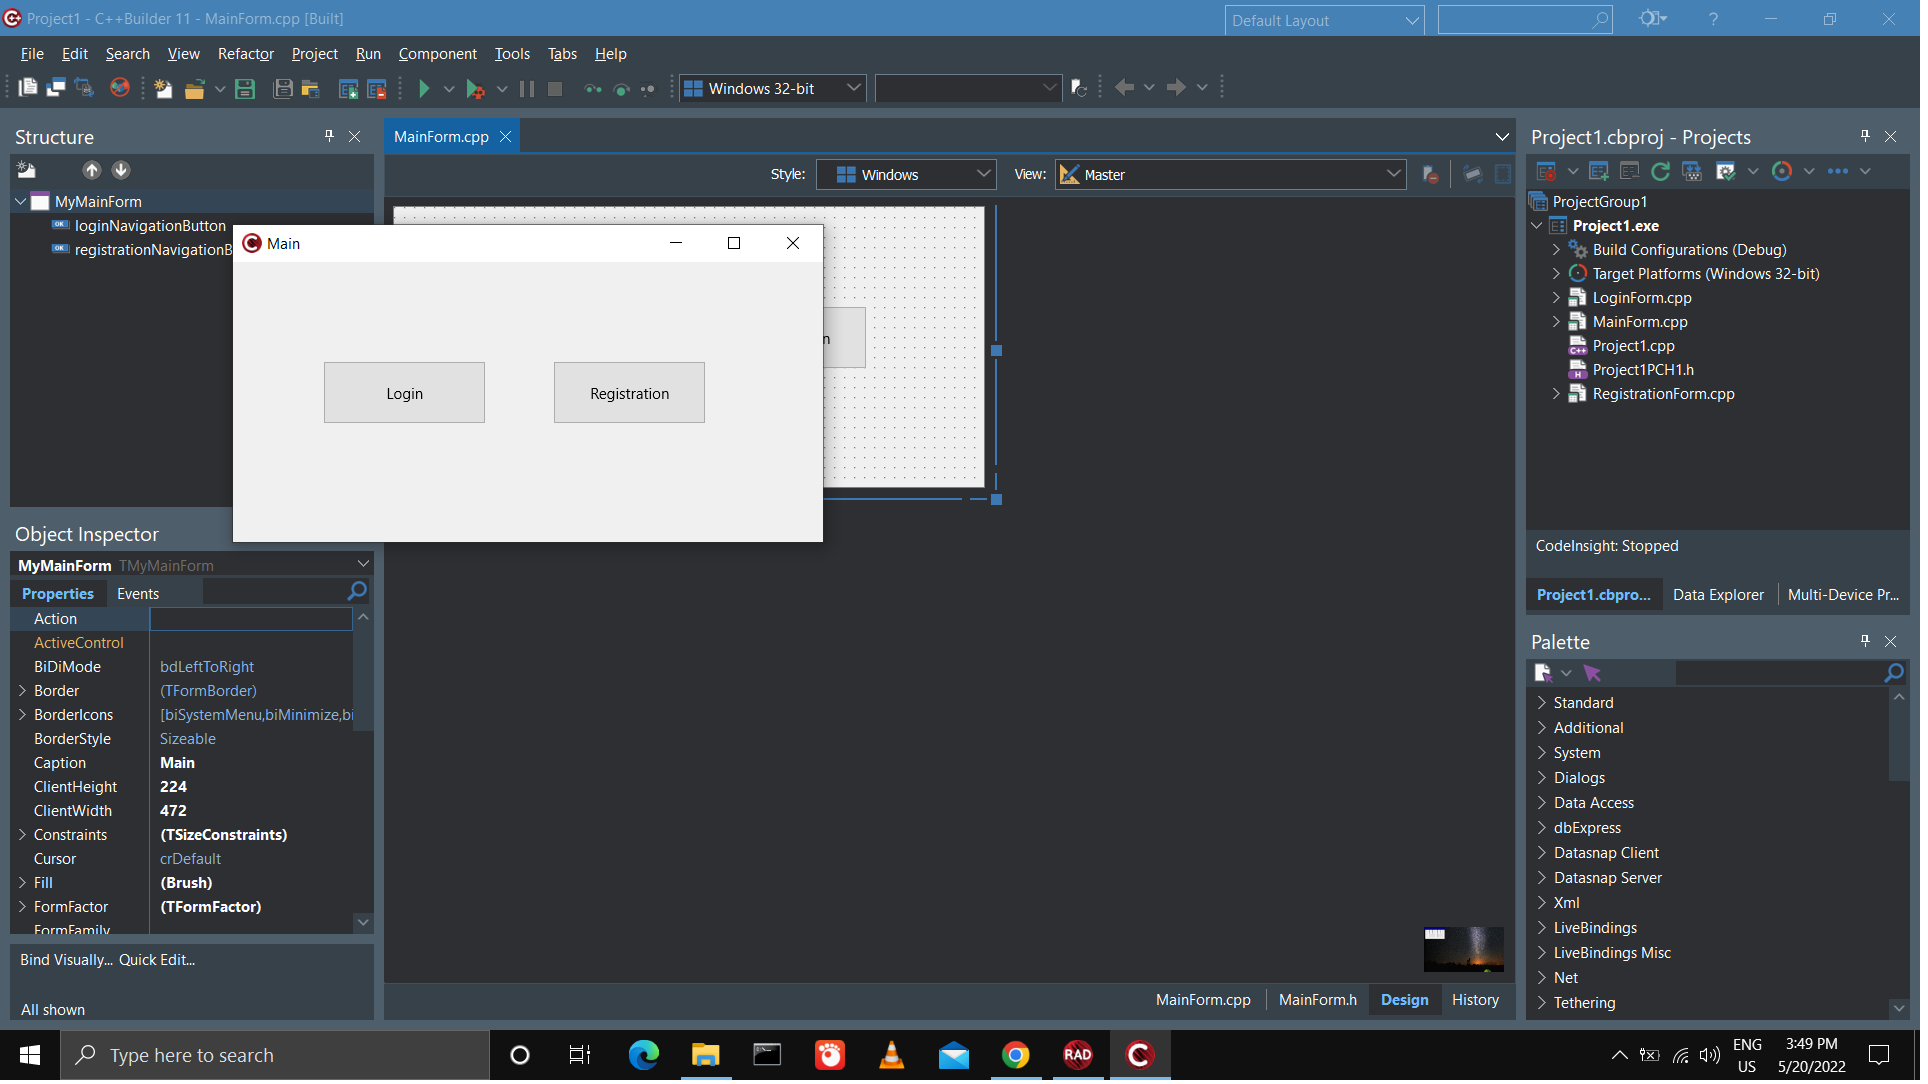 Project1 - C++Builder 11 - MainForm.cpp [Built]
Default Layout
File Edit Search View Refactor Project Run Component Tools Tabs Help
Windows 32-bit
Structure
MyMainForm
loginNavigationButton
registrationNavigationB
MainForm.cpp
Style: Windows View: Master
Main
Login
Registration
n
Object Inspector
MyMainForm TMyMainForm
Properties Events
Action
ActiveControl
BiDiMode bdLeftToRight
Border (TFormBorder)
BorderIcons [biSystemMenu,biMinimize,bi
BorderStyle Sizeable
Caption Main
ClientHeight 224
ClientWidth 472
Constraints (TSizeConstraints)
Cursor crDefault
Fill (Brush)
FormFactor (TFormFactor)
FormFamily
Bind Visually... Quick Edit...
All shown
MainForm.cpp MainForm.h Design History
Project1.cbproj - Projects
ProjectGroup1
Project1.exe
Build Configurations (Debug)
Target Platforms (Windows 32-bit)
LoginForm.cpp
MainForm.cpp
Project1.cpp
Project1PCH1.h
RegistrationForm.cpp
CodeInsight: Stopped
Project1.cbpro... Data Explorer Multi-Device Pr...
Palette
Standard
Additional
System
Dialogs
Data Access
dbExpress
Datasnap Client
Datasnap Server
Xml
LiveBindings
LiveBindings Misc
Net
Tethering
Type here to search
RAD
ENG
US
3:49 PM
5/20/2022